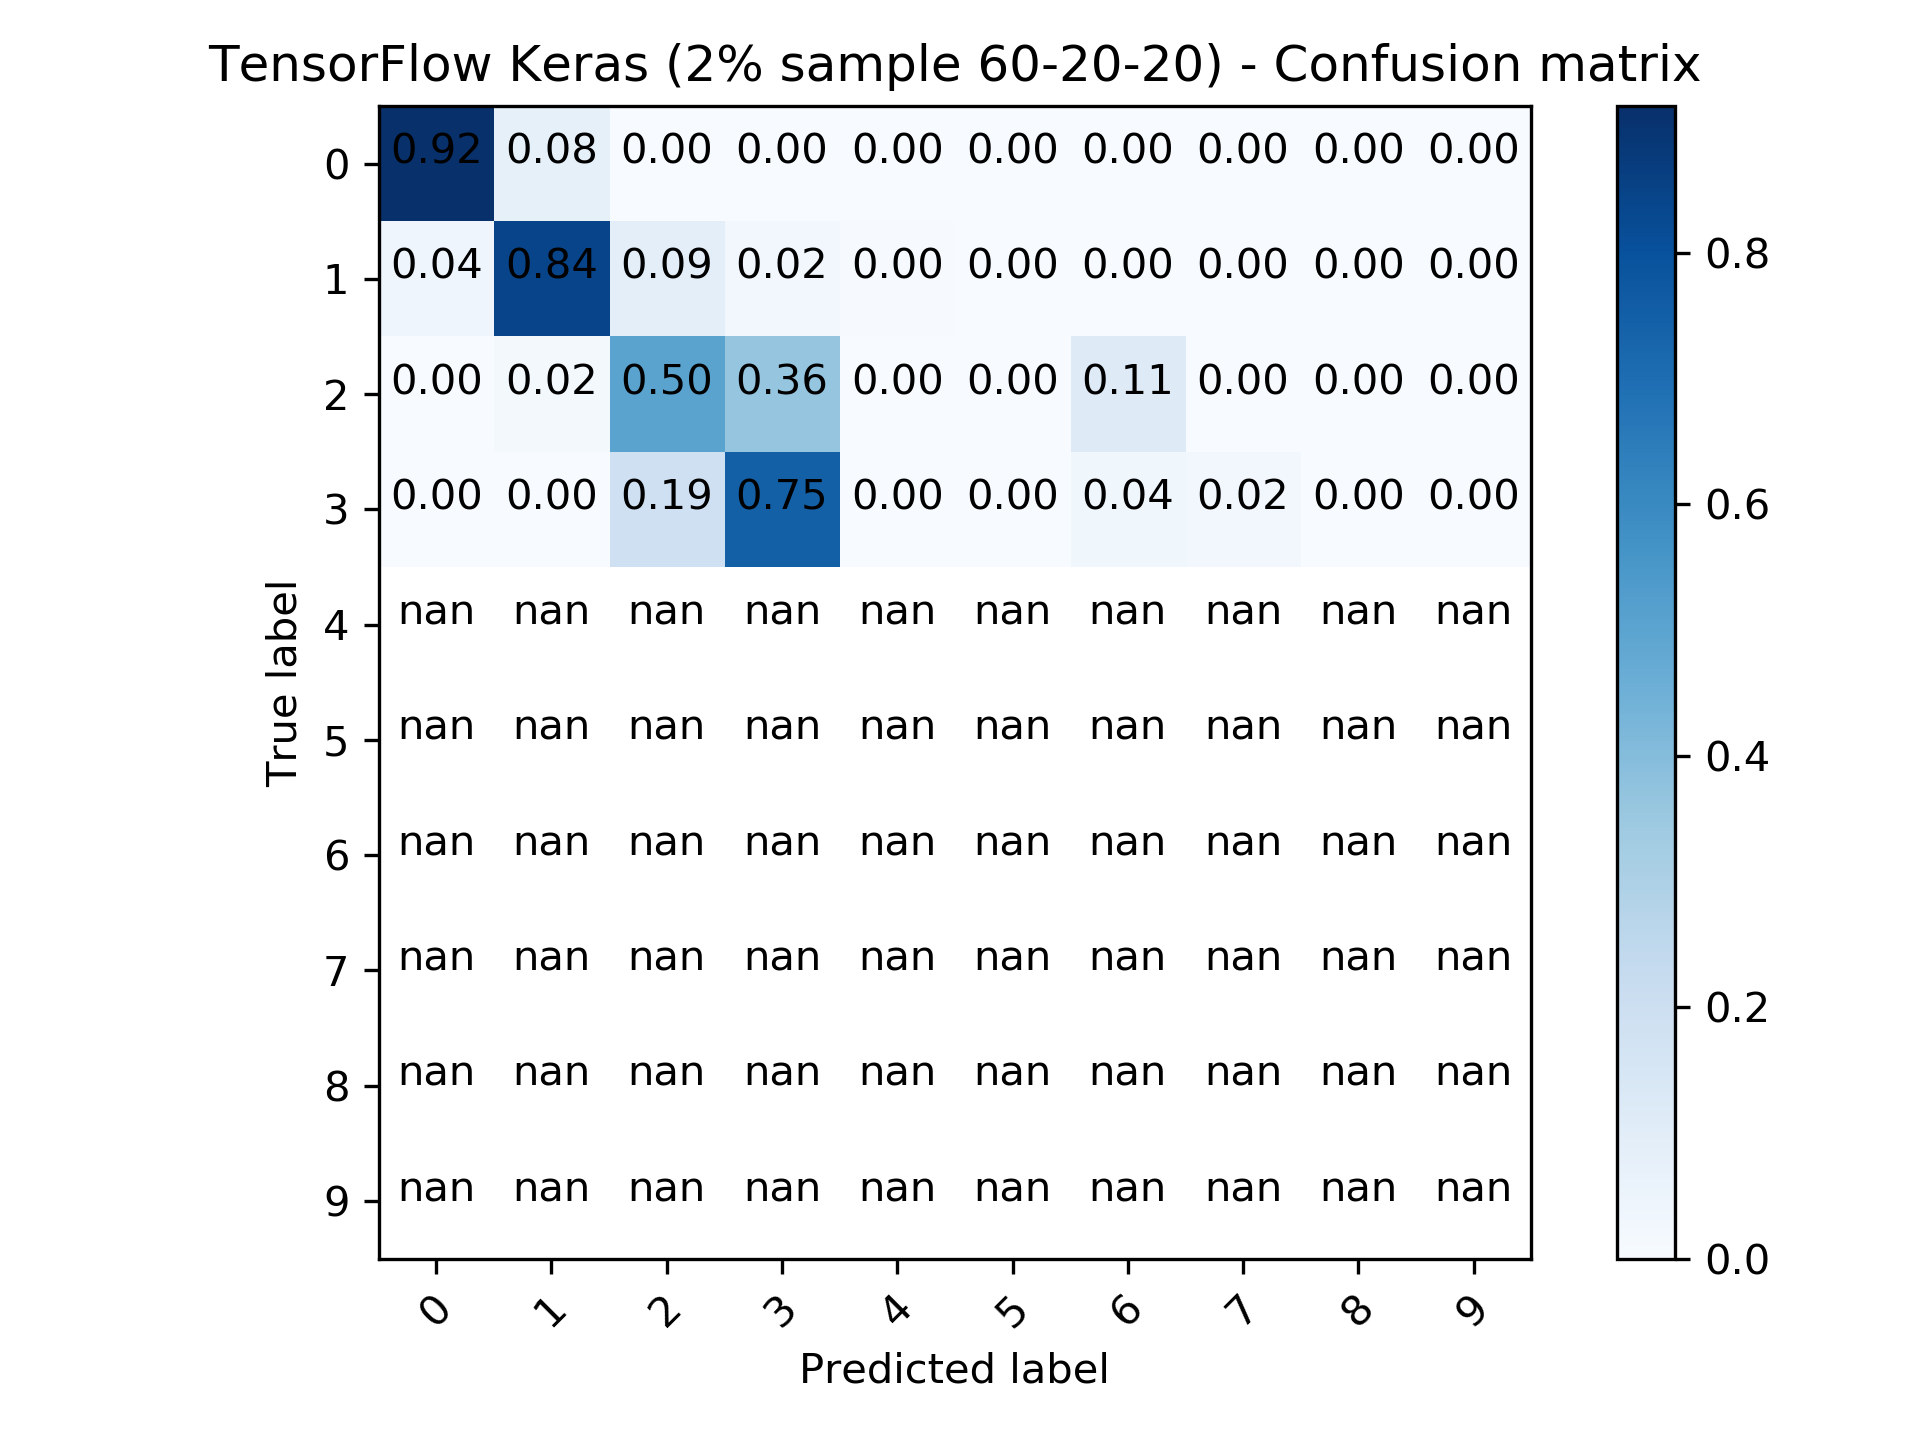 TensorFlow Keras (2% sample 60-20-20) - Confusion matrix
0 0.92 0.08 0.00 0.00 0.00 0.00 0.00 0.00 0.00 0.00
1 0.04 0.84 0.09 0.02 0.00 0.00 0.00 0.00 0.00 0.00
2 0.00 0.02 0.50 0.36 0.00 0.00 0.11 0.00 0.00 0.00
3 0.00 0.00 0.19 0.75 0.00 0.00 0.04 0.02 0.00 0.00
4 nan nan nan nan nan nan nan nan nan nan
5 nan nan nan nan nan nan nan nan nan nan
6 nan nan nan nan nan nan nan nan nan nan
7 nan nan nan nan nan nan nan nan nan nan
8 nan nan nan nan nan nan nan nan nan nan
9 nan nan nan nan nan nan nan nan nan nan
0 1 2 3 4 5 6 7 8 9
True label
Predicted label
0.8
0.6
0.4
0.2
0.0